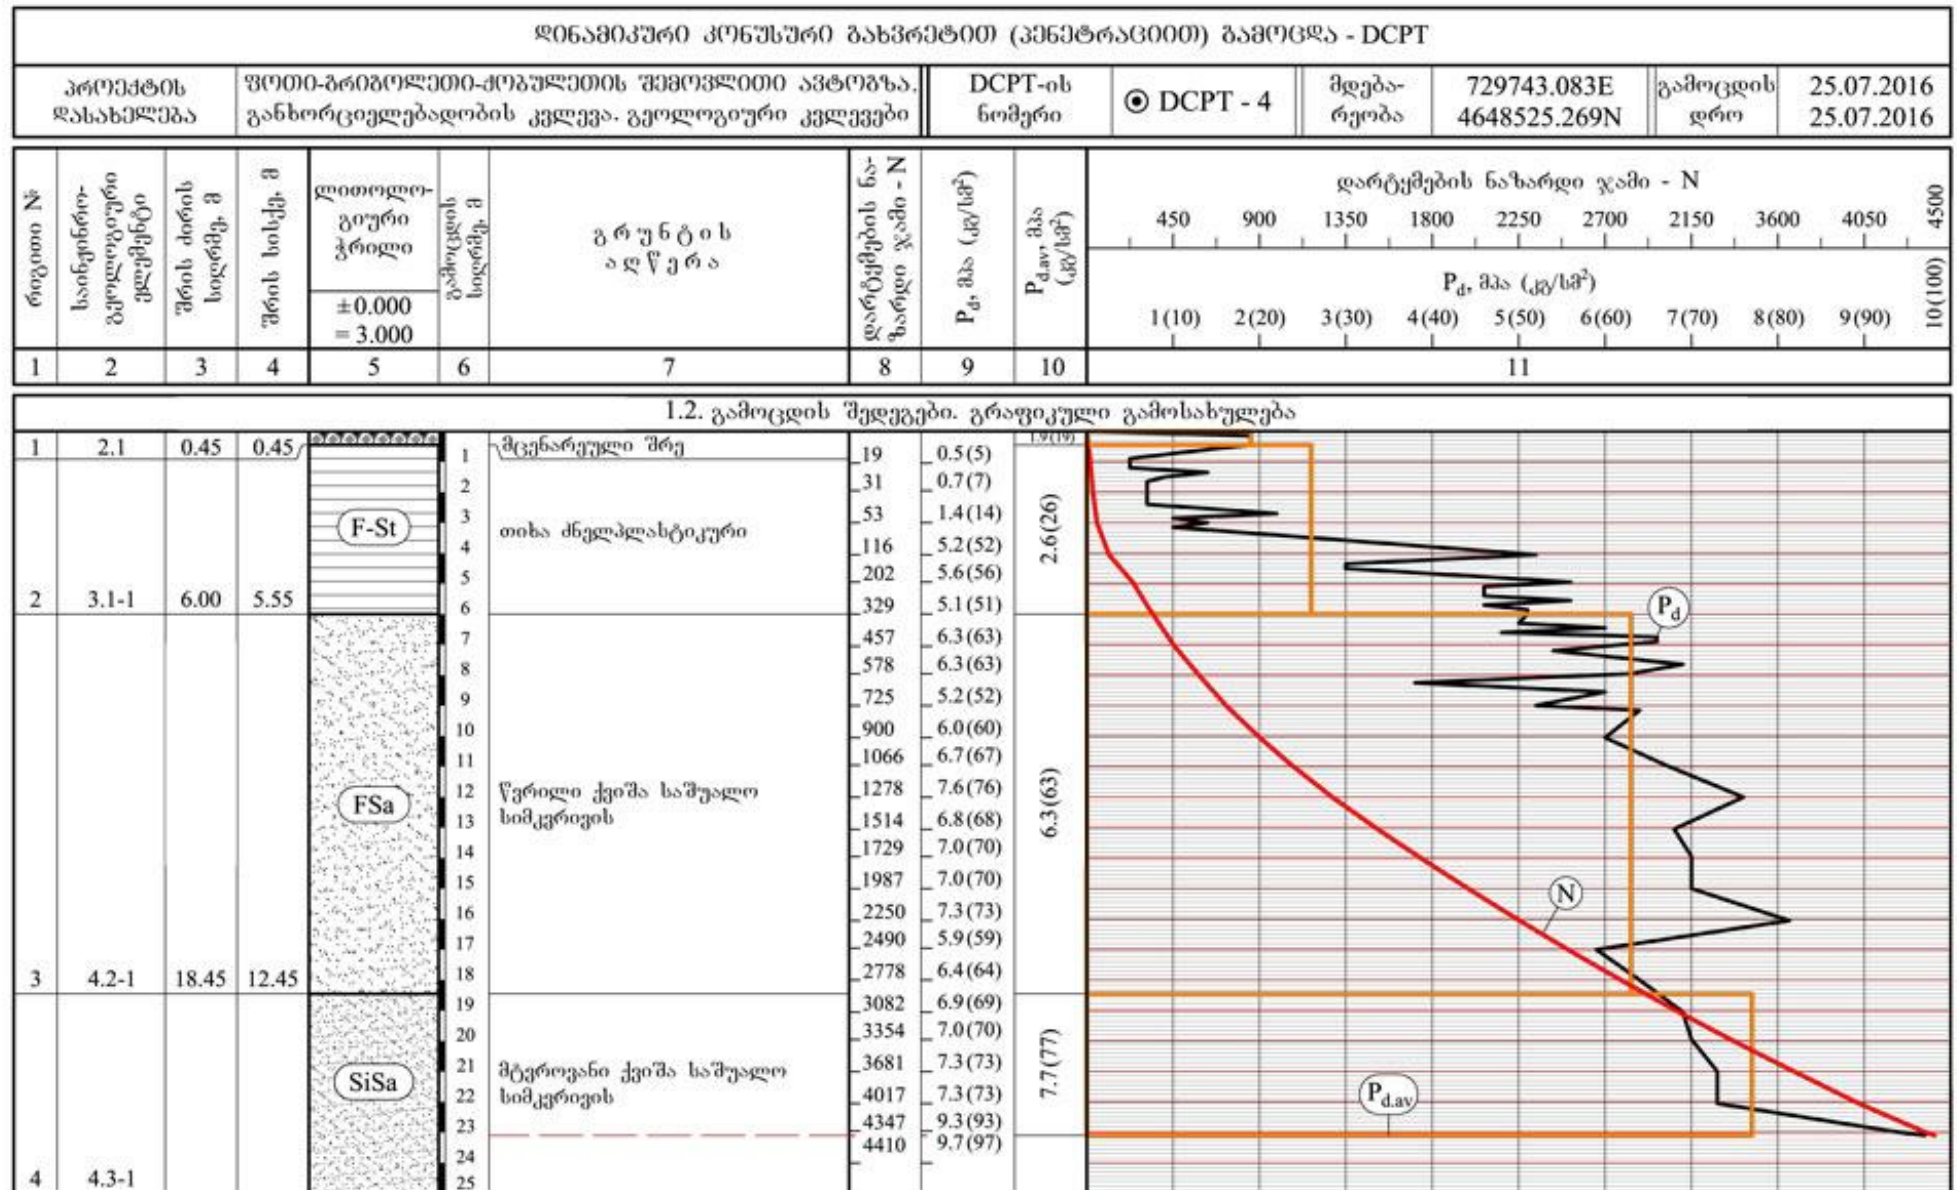 ᲓᲘᲜᲐᲛᲘᲙᲣᲠᲘ ᲙᲝᲜᲣᲡᲣᲠᲘ ᲒᲐᲮᲕᲠᲔᲢᲘᲗ (ᲞᲔᲜᲔᲢᲠᲐᲪᲘᲘᲗ) ᲒᲐᲛᲝᲪᲓᲐ - DCPT
ᲞᲠᲝᲔᲥᲢᲘᲡ
ᲓᲐᲡᲐᲮᲔᲚᲔᲑᲐ
ᲤᲝᲗᲘ-ᲒᲠᲘᲒᲝᲚᲔᲗᲘ-ᲥᲝᲑᲣᲚᲔᲗᲘᲡ ᲨᲔᲛᲝᲕᲚᲘᲗᲘ ᲐᲕᲢᲝᲒᲖᲐ.
განხორციელებადობის კვლევა. გეოლოგიური კვლევები
DCPT-ის
ნომერი
DCPT - 4
მდება-
რეობა
729743.083E
4648525.269N
გამოცდის
დრო
25.07.2016
25.07.2016
რიგითი №
საინჟინრო-
გეოლოგიური
ელემენტი
შრის ძირის
სიღრმე, მ
შრის სისქე, მ
ლითოლო-
გიური
ჭრილი
±0.000
= 3.000
გამოცდის
სიღრმე, მ
გრუნტის
აღწერა
დარტყმების ნა-
ზარდი ჯამი - N
Pd, მპა (კგ/სმ²)
Pd.av, მპა
(კგ/სმ²)
დარტყმების ნაზარდი ჯამი - N
450 900 1350 1800 2250 2700 2150 3600 4050 4500
Pd, მპა (კგ/სმ²)
1(10) 2(20) 3(30) 4(40) 5(50) 6(60) 7(70) 8(80) 9(90) 10(100)
1 2 3 4 5 6 7 8 9 10 11
1.2. გამოცდის შედეგები. გრაფიკული გამოსახულება
1 2.1 0.45 0.45 მცენარეული შრე 1.9(19)
1 19 0.5(5)
2 31 0.7(7)
3 53 1.4(14)
F-St თიხა ძნელპლასტიკური 2.6(26)
4 116 5.2(52)
5 202 5.6(56)
2 3.1-1 6.00 5.55 6 329 5.1(51)
Pd
7 457 6.3(63)
8 578 6.3(63)
9 725 5.2(52)
10 900 6.0(60)
11 1066 6.7(67)
12 1278 7.6(76)
FSa წვრილი ქვიშა საშუალო
სიმკვრივის
6.3(63)
13 1514 6.8(68)
14 1729 7.0(70)
15 1987 7.0(70)
N
16 2250 7.3(73)
17 2490 5.9(59)
3 4.2-1 18.45 12.45 18 2778 6.4(64)
19 3082 6.9(69)
20 3354 7.0(70)
21 3681 7.3(73)
SiSa მტვეროვანი ქვიშა საშუალო
სიმკვრივის
7.7(77)
Pd.av
22 4017 7.3(73)
23 4347 9.3(93)
4410 9.7(97)
24
4 4.3-1 25